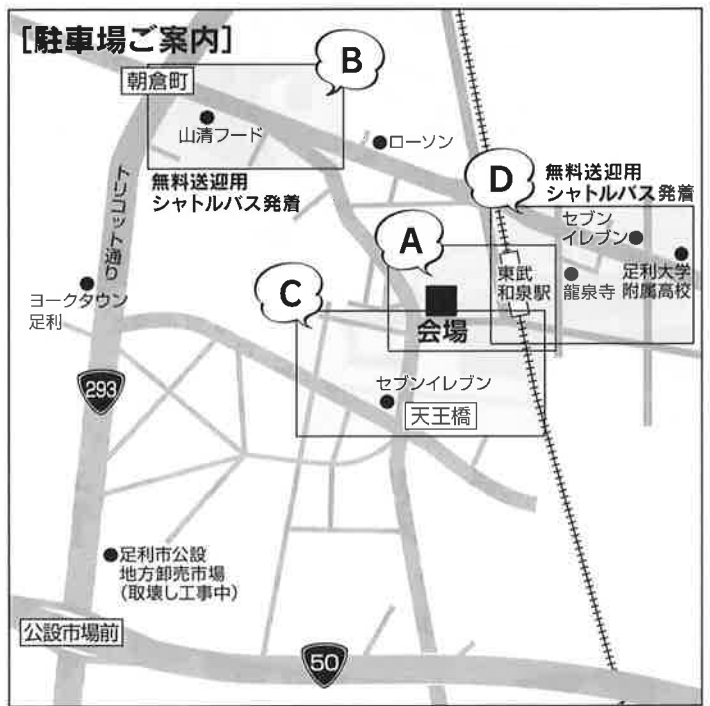 [駐車場ご案内]
B
朝倉町
山清フード
ローソン
無料送迎用
シャトルバス発着
D
無料送迎用
シャトルバス発着
トリコット通り
A
セブン
イレブン
足利大学
附属高校
東武
和泉駅
龍泉寺
C
ヨークタウン
足利
会場
293
セブンイレブン
天王橋
足利市公設
地方卸売市場
(取壊し工事中)
公設市場前
50